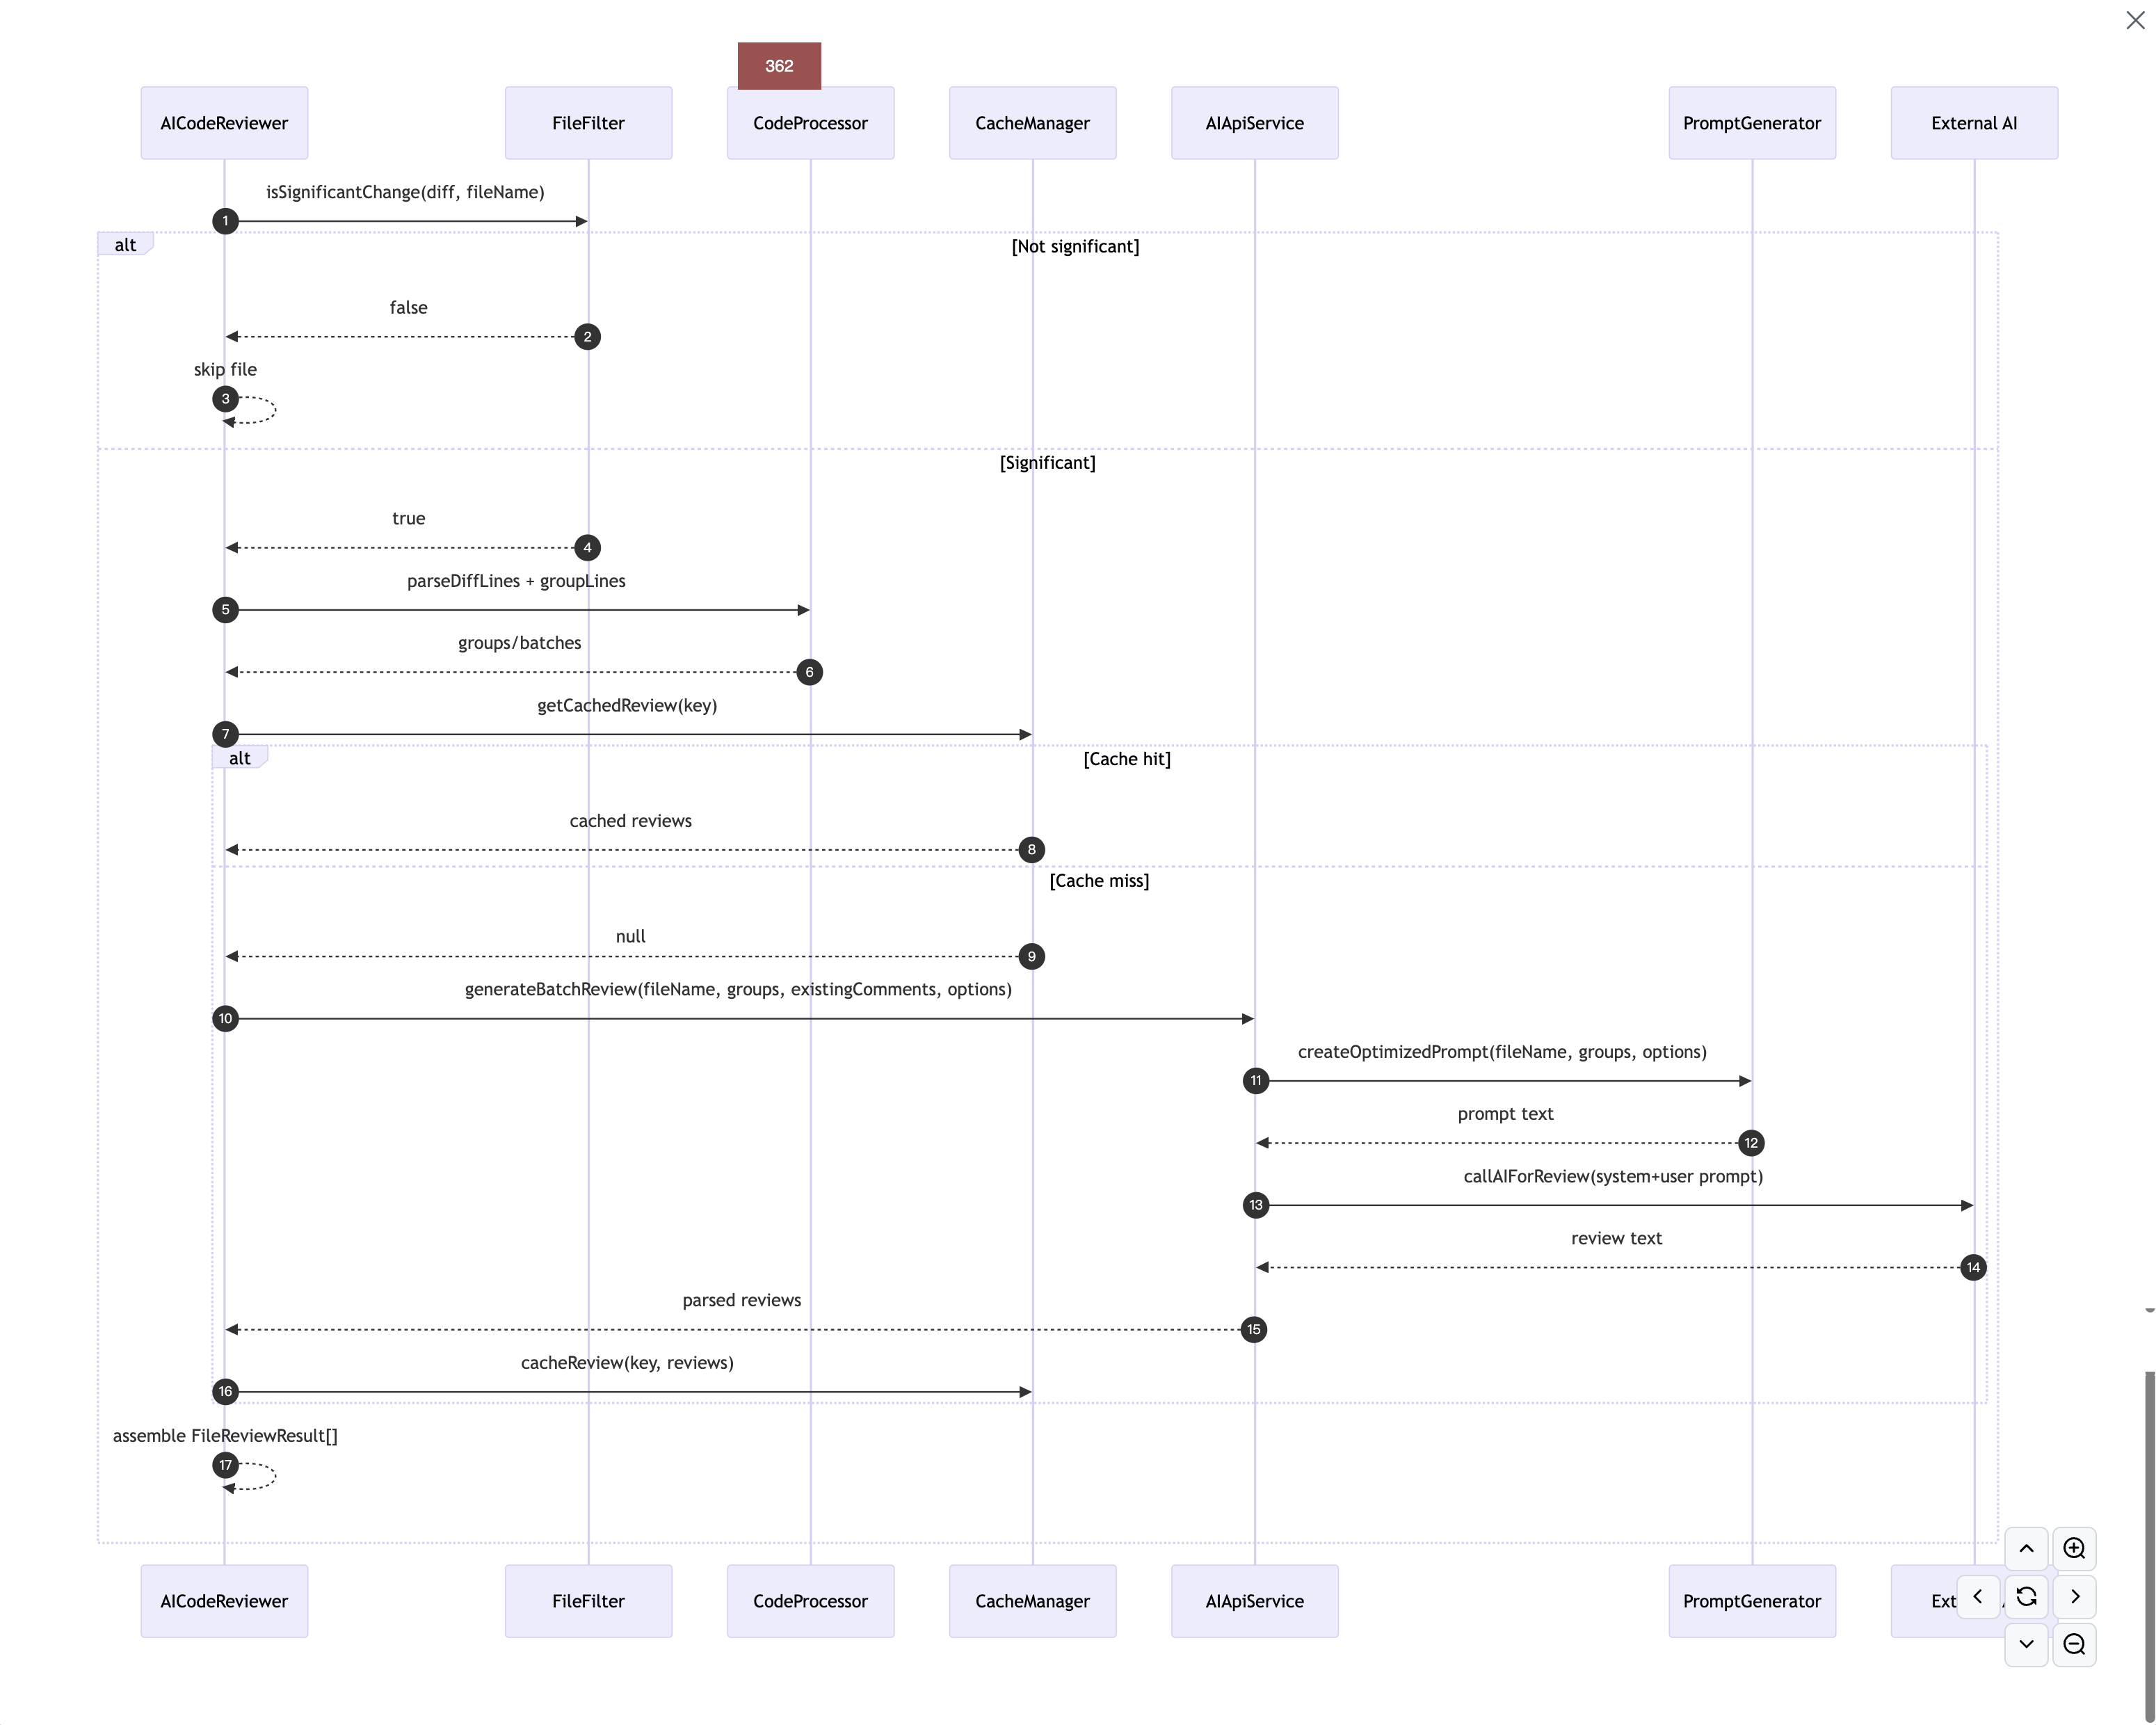 362
AICodeReviewer
FileFilter
CodeProcessor
CacheManager
AIApiService
PromptGenerator
External AI
isSignificantChange(diff, fileName)
1
alt
[Not significant]
false
2
skip file
3
[Significant]
true
4
parseDiffLines + groupLines
5
groups/batches
6
getCachedReview(key)
7
alt
[Cache hit]
cached reviews
8
[Cache miss]
null
9
generateBatchReview(fileName, groups, existingComments, options)
10
createOptimizedPrompt(fileName, groups, options)
11
prompt text
12
callAIForReview(system+user prompt)
13
review text
14
parsed reviews
15
cacheReview(key, reviews)
16
assemble FileReviewResult[]
17
AICodeReviewer
FileFilter
CodeProcessor
CacheManager
AIApiService
PromptGenerator